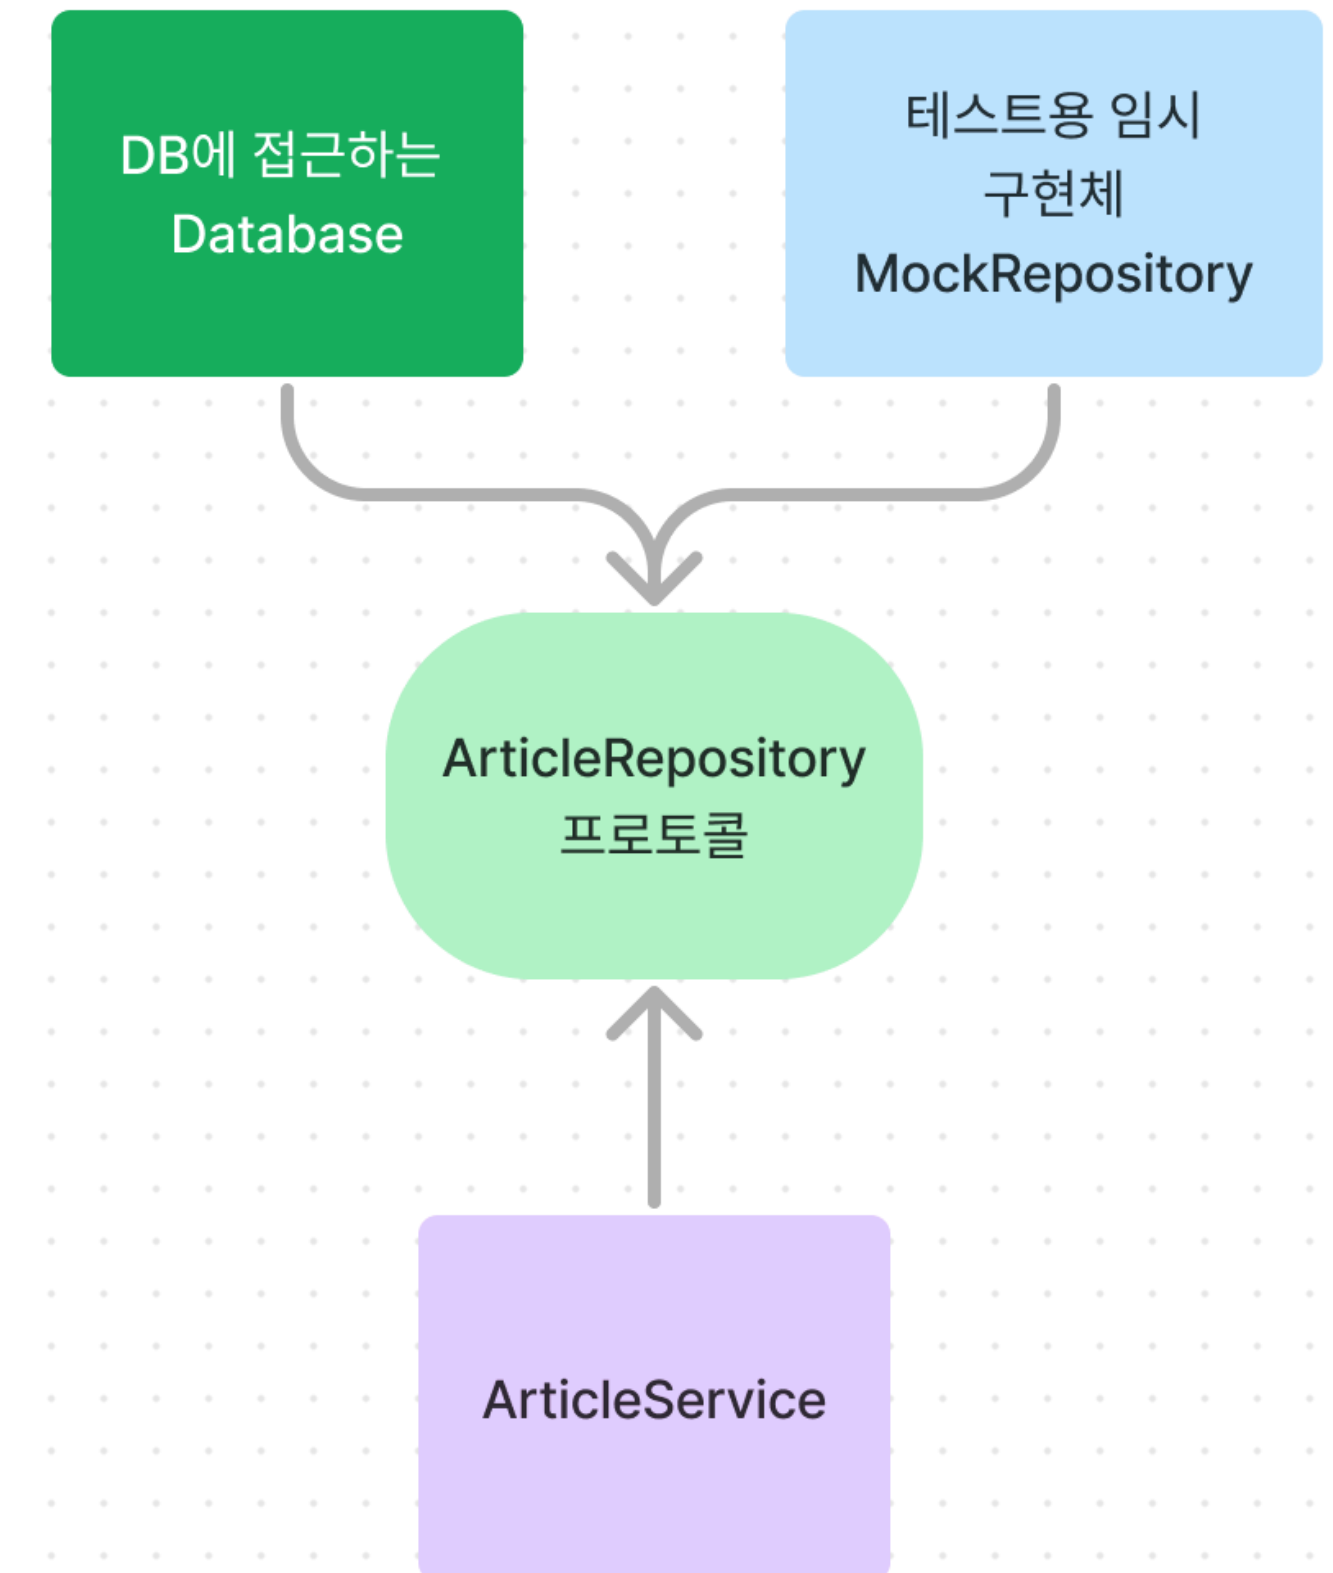 DB에 접근하는
Database
테스트용 임시
구현체
MockRepository
ArticleRepository
프로토콜
ArticleService